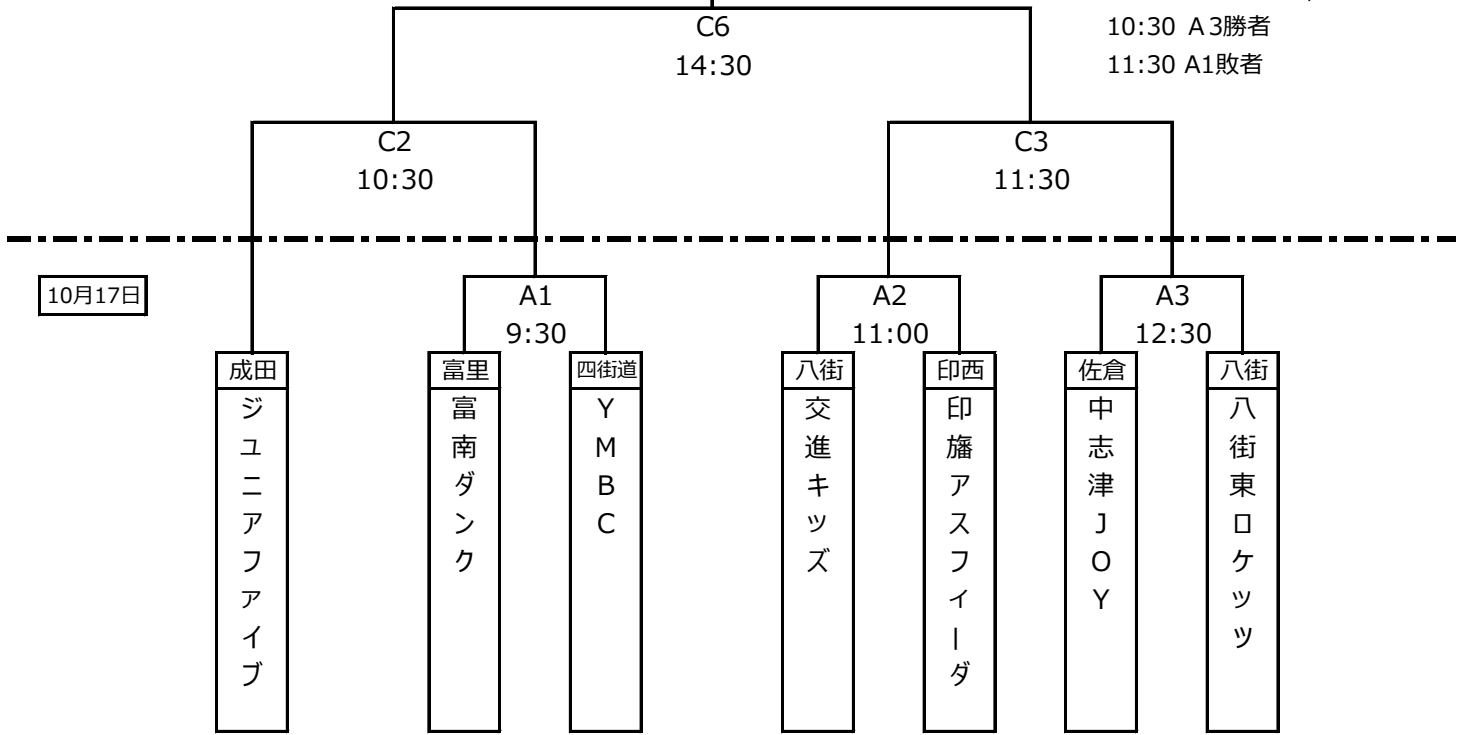 C6
14:30
10:30 A3勝者
11:30 A1敗者
C2
10:30
C3
11:30
10月17日
A1
9:30
A2
11:00
A3
12:30
成田
ジュニアファイブ
富里
富南ダンク
四街道
YMBC
八街
交進キッズ
印西
印旛アスフィーダ
佐倉
中志津JOY
八街
八街東ロケッツ